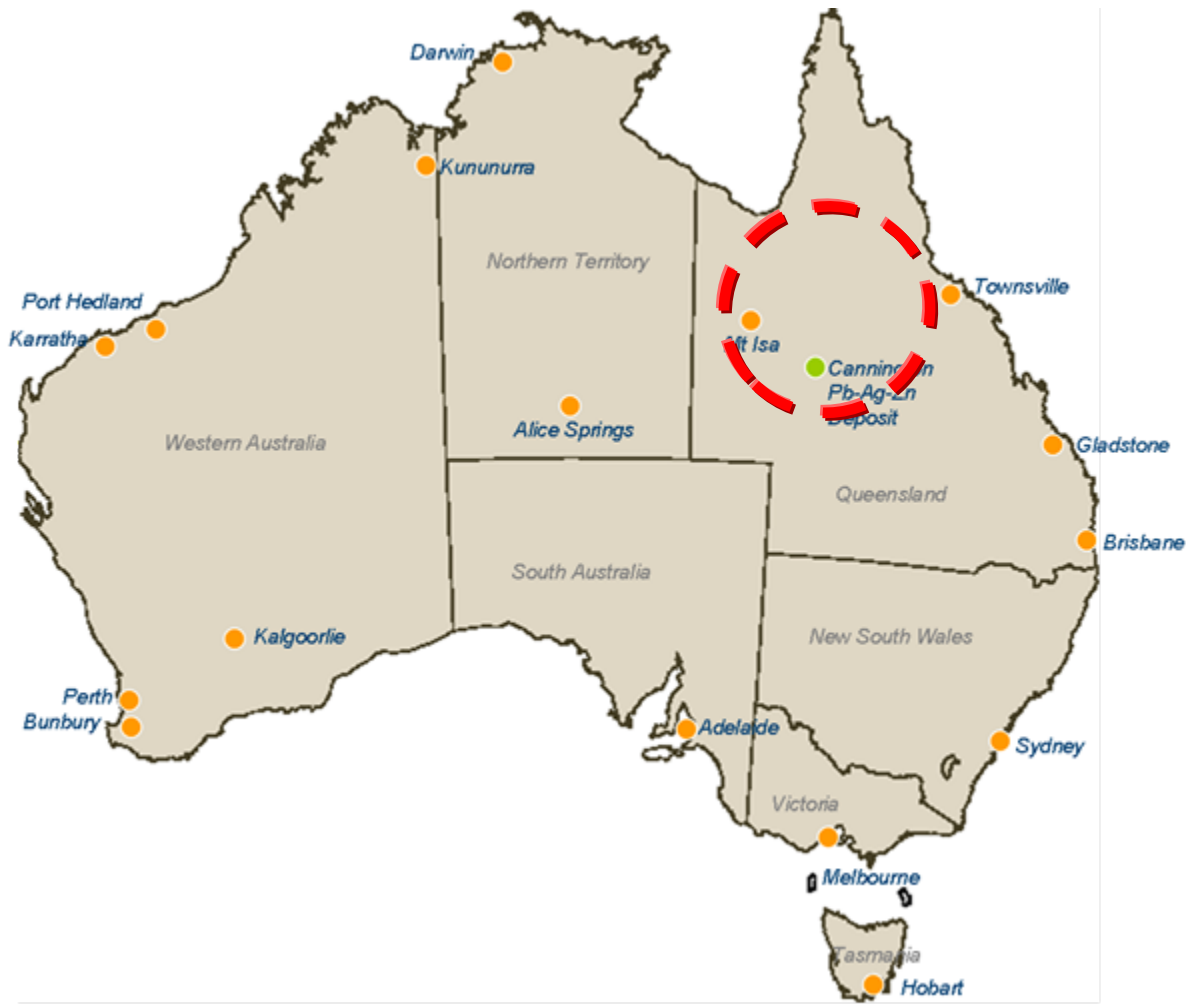 Darwin
Kununurra
Northern Territory
Townsville
Port Hedland
Karratha
Mt Isa
Cannington
Pb-Ag-Zn
Deposit
Alice Springs
Western Australia
Gladstone
Queensland
Brisbane
South Australia
Kalgoorlie
New South Wales
Perth
Bunbury
Adelaide
Sydney
Victoria
Melbourne
Tasmania
Hobart